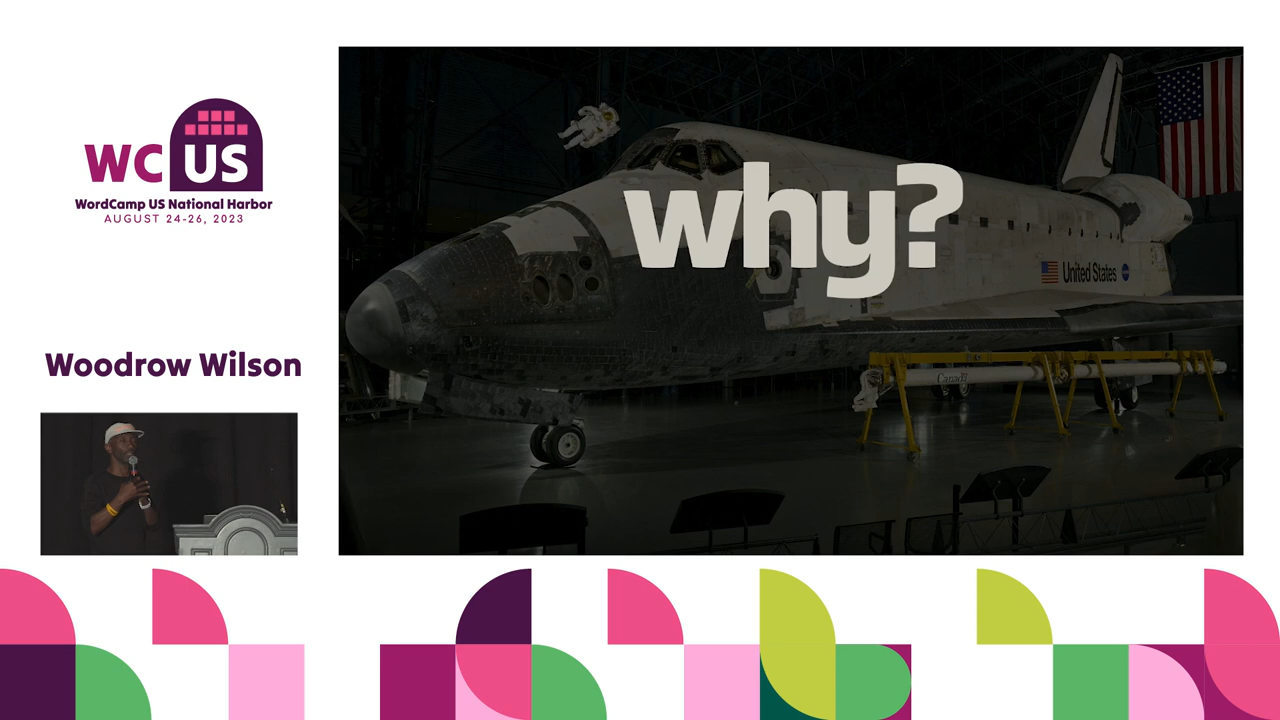 WC US
WordCamp US National Harbor
AUGUST 24-26, 2023
Woodrow Wilson
why?
United States
Canada